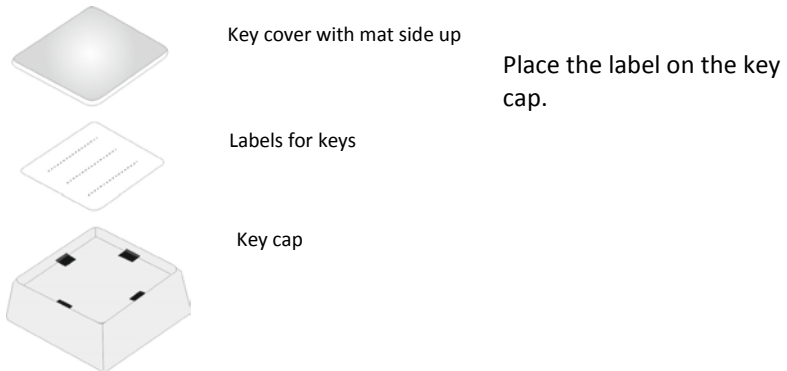 Key cover with mat side up
Place the label on the key
cap.
Labels for keys
Key cap